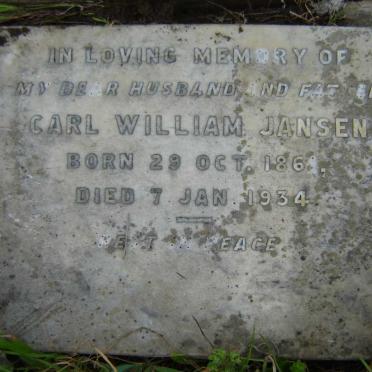 IN LOVING MEMORY OF
MY DEAR HUSBAND AND FATHER
CARL WILLIAM JANSEN
BORN 29 OCT.
DIED 7 JAN. 1934
PEACE